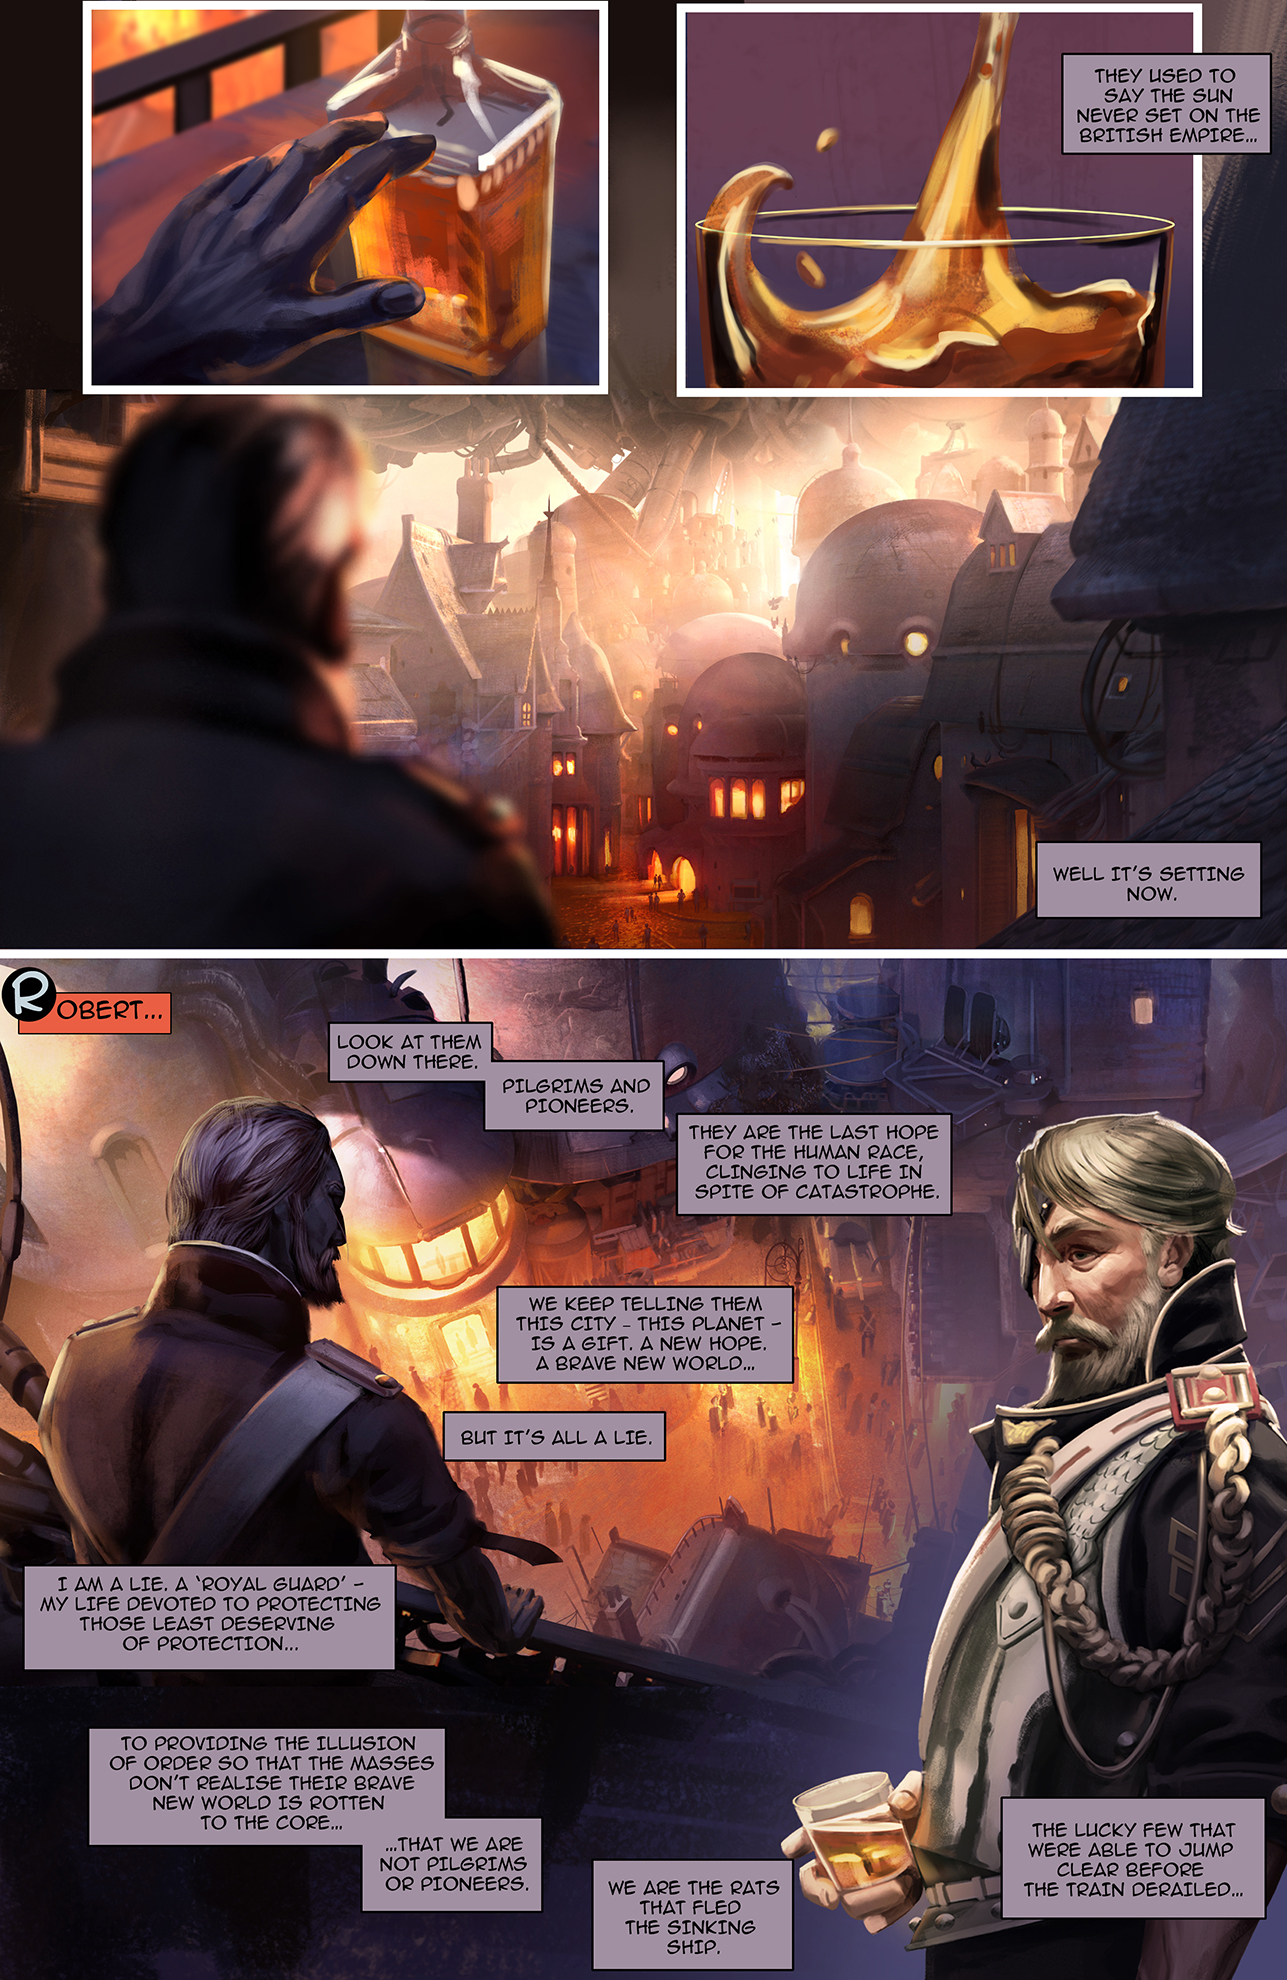 THEY USED TO
SAY THE SUN
NEVER SET ON THE
BRITISH EMPIRE...
WELL IT'S SETTING
NOW.
ROBERT...
LOOK AT THEM
DOWN THERE.
PILGRIMS AND
PIONEERS.
THEY ARE THE LAST HOPE
FOR THE HUMAN RACE,
CLINGING TO LIFE IN
SPITE OF CATASTROPHE.
WE KEEP TELLING THEM
THIS CITY - THIS PLANET -
IS A GIFT. A NEW HOPE.
A BRAVE NEW WORLD...
BUT IT'S ALL A LIE.
I AM A LIE. A 'ROYAL GUARD' -
MY LIFE DEVOTED TO PROTECTING
THOSE LEAST DESERVING
OF PROTECTION...
TO PROVIDING THE ILLUSION
OF ORDER SO THAT THE MASSES
DON'T REALISE THEIR BRAVE
NEW WORLD IS ROTTEN
TO THE CORE...
...THAT WE ARE
NOT PILGRIMS
OR PIONEERS.
WE ARE THE RATS
THAT FLED
THE SINKING
SHIP.
THE LUCKY FEW THAT
WERE ABLE TO JUMP
CLEAR BEFORE
THE TRAIN DERAILED...